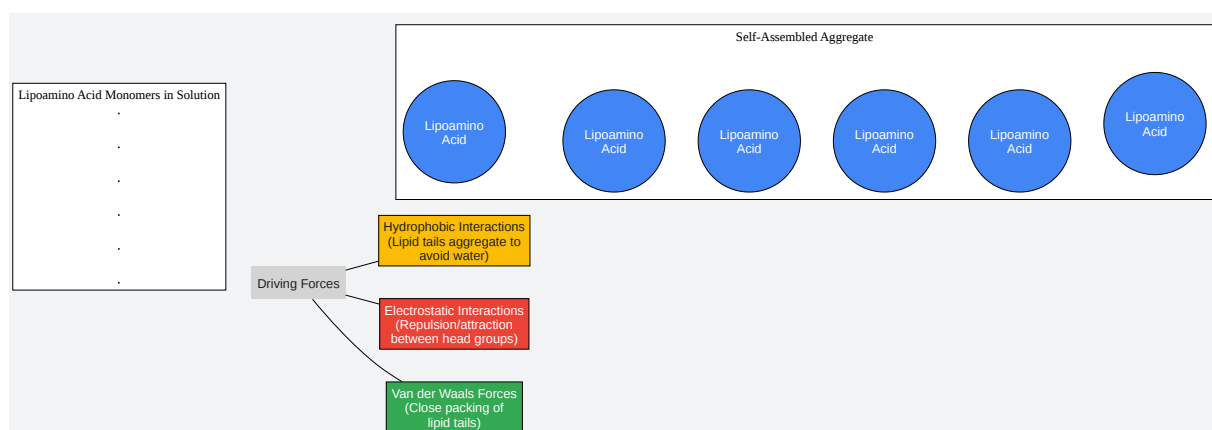 Self-Assembled Aggregate
Lipoamino Acid Monomers in Solution
.
.
.
.
.
.
Lipoamino
Acid
Lipoamino
Acid
Lipoamino
Acid
Lipoamino
Acid
Lipoamino
Acid
Lipoamino
Acid
Driving Forces
Hydrophobic Interactions
(Lipid tails aggregate to
avoid water)
Electrostatic Interactions
(Repulsion/attraction
between head groups)
Van der Waals Forces
(Close packing of
lipid tails)